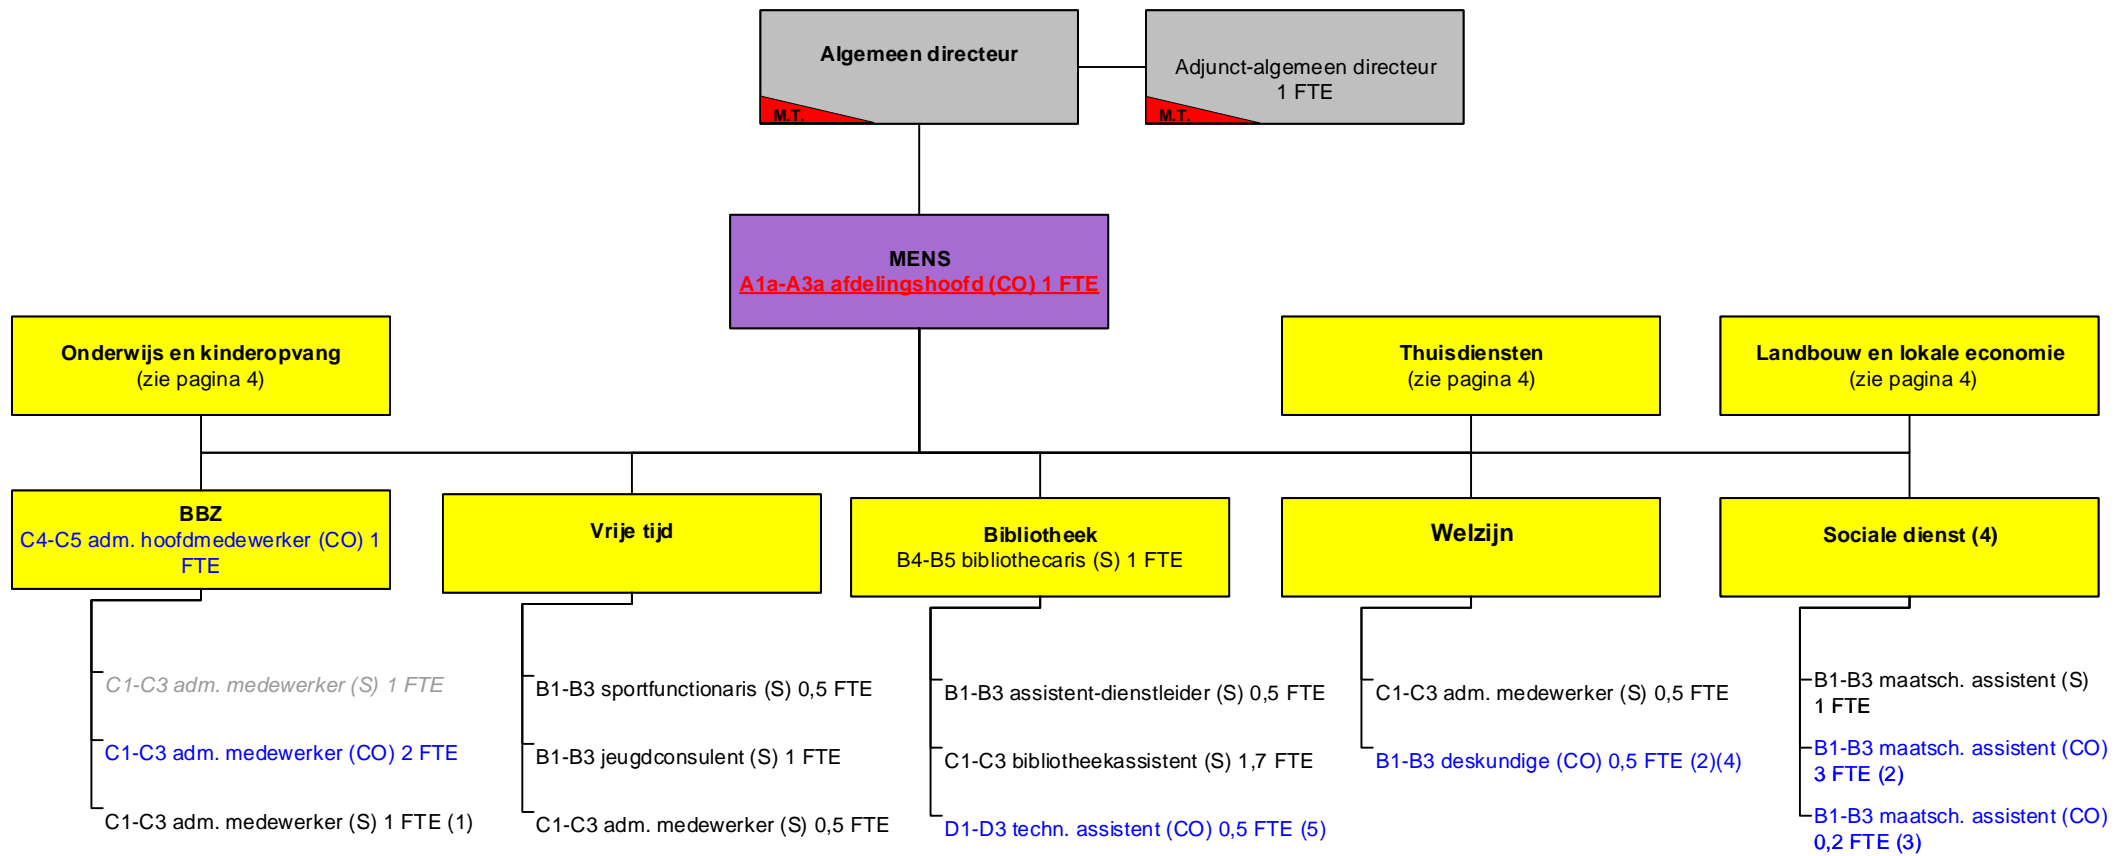 Algemeen directeur
M.T.
Adjunct-algemeen directeur
1 FTE
M.T.
MENS
A1a-A3a afdelingshoofd (CO) 1 FTE
Onderwijs en kinderopvang
(zie pagina 4)
Thuisdiensten
(zie pagina 4)
Landbouw en lokale economie
(zie pagina 4)
BBZ
C4-C5 adm. hoofdmedewerker (CO) 1
FTE
C1-C3 adm. medewerker (S) 1 FTE
C1-C3 adm. medewerker (CO) 2 FTE
C1-C3 adm. medewerker (S) 1 FTE (1)
Vrije tijd
B1-B3 sportfunctionaris (S) 0,5 FTE
B1-B3 jeugdconsulent (S) 1 FTE
C1-C3 adm. medewerker (S) 0,5 FTE
Bibliotheek
B4-B5 bibliothecaris (S) 1 FTE
B1-B3 assistent-dienstleider (S) 0,5 FTE
C1-C3 bibliotheekassistent (S) 1,7 FTE
D1-D3 techn. assistent (CO) 0,5 FTE (5)
Welzijn
C1-C3 adm. medewerker (S) 0,5 FTE
B1-B3 deskundige (CO) 0,5 FTE (2)(4)
Sociale dienst (4)
B1-B3 maatsch. assistent (S)
1 FTE
B1-B3 maatsch. assistent (CO)
3 FTE (2)
B1-B3 maatsch. assistent (CO)
0,2 FTE (3)